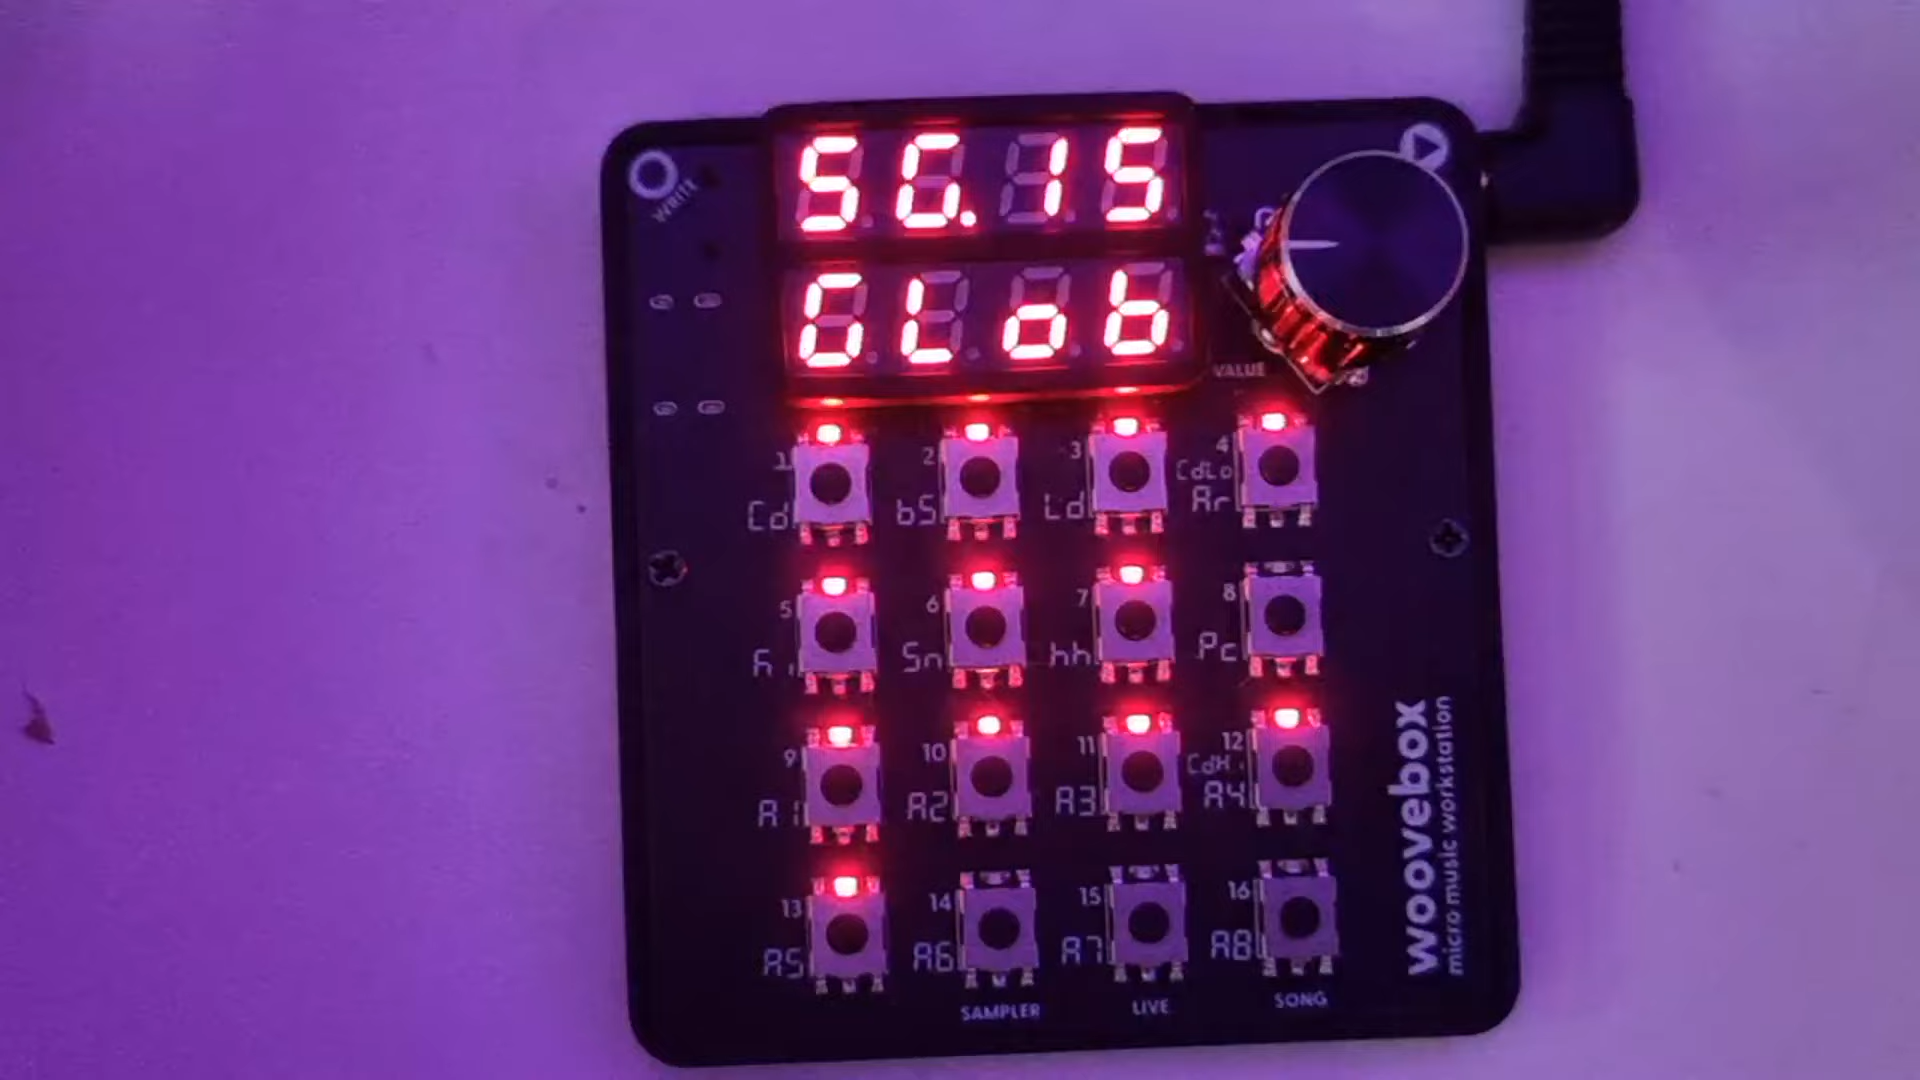 SG.15
GLob
write
VALUE
1 2 3 4
CdLo
Cd bS Ld Ar
5 6 7 8
Sn hh Pc
9 10 11 12
A1 A2 A3 A4
13 14 15 16
A5 A6 A7 A8
SAMPLER LIVE SONG
woovebox
micro music workstation